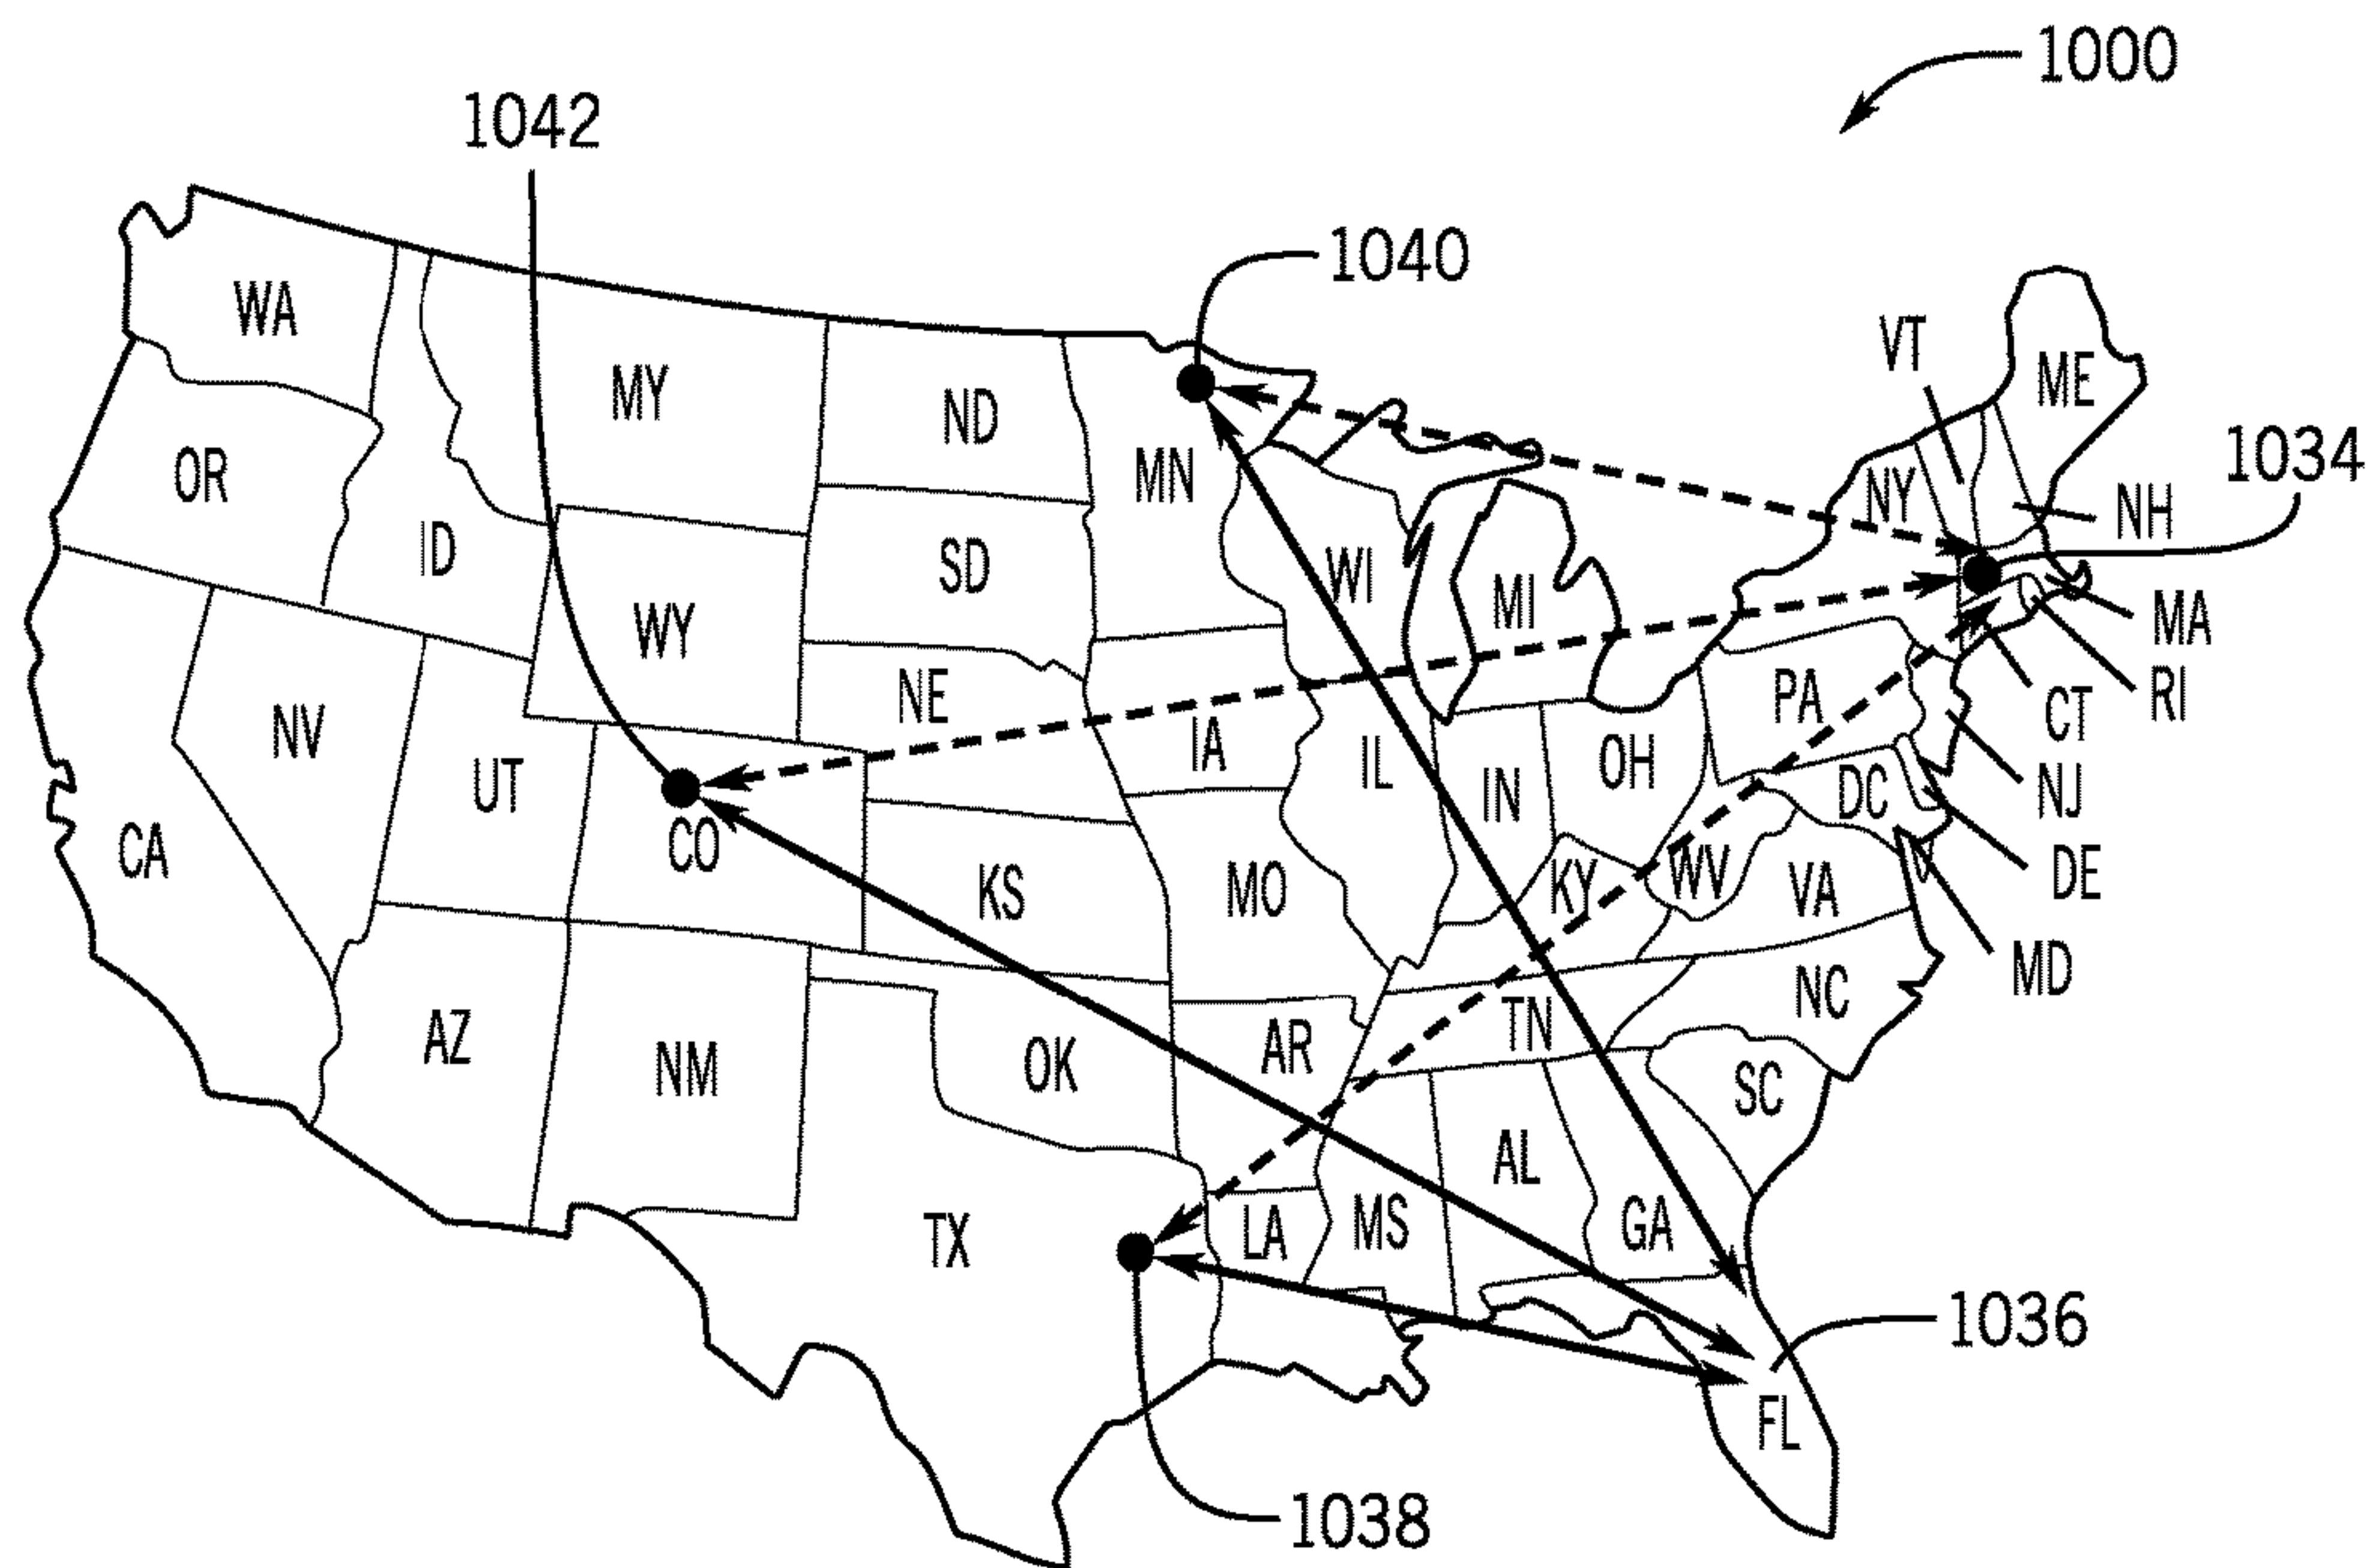 1000
1042
1040
WA
VT
ME
MY
ND
1034
OR
MN
NY
NH
ID
SD
WI
MI
WY
MA
NE
PA
RI
NV
IA
CT
IL
OH
UT
IN
DC
NJ
CA
CO
KS
MO
KY
WV
VA
DE
MD
NC
TN
AZ
AR
NM
OK
SC
AL
TX
LA
MS
GA
1036
FL
1038